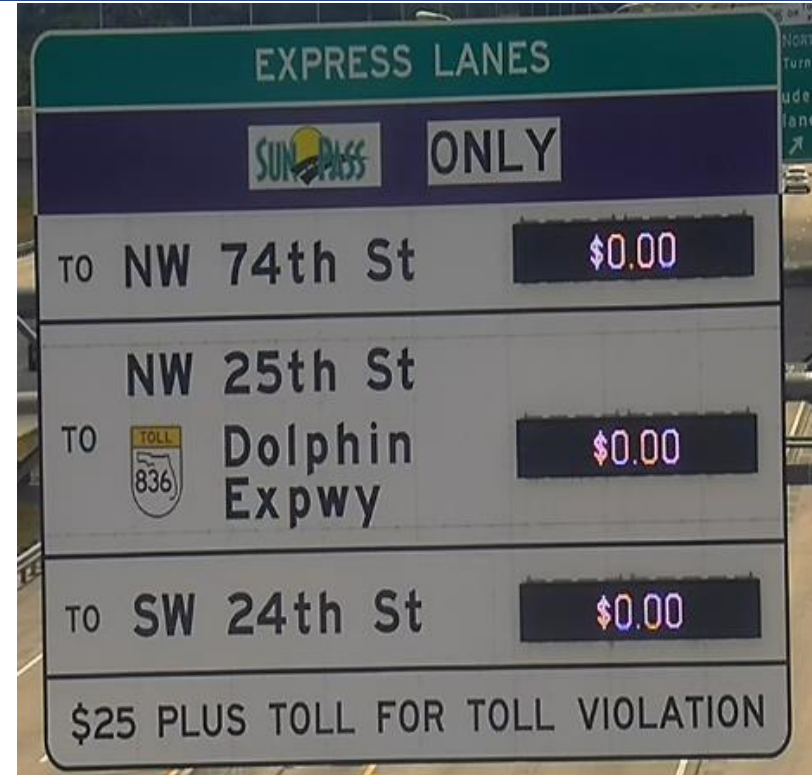 EXPRESS LANES
SUNPASS ONLY
TO NW 74th St $0.00
NW 25th St
TO TOLL 836 Dolphin Expwy $0.00
TO SW 24th St $0.00
$25 PLUS TOLL FOR TOLL VIOLATION